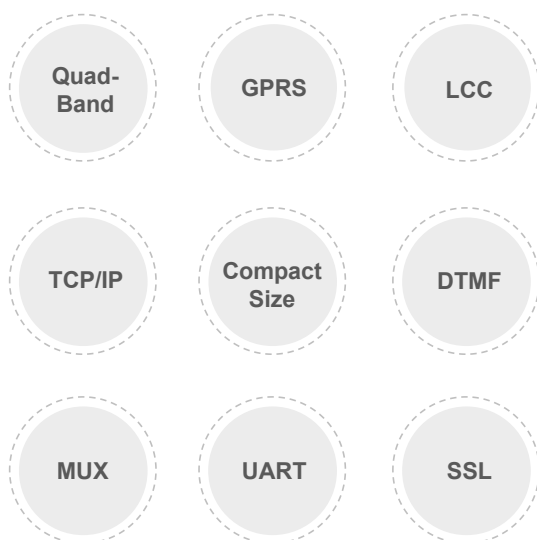 Quad-
Band
GPRS
LCC
TCP/IP
Compact
Size
DTMF
MUX
UART
SSL